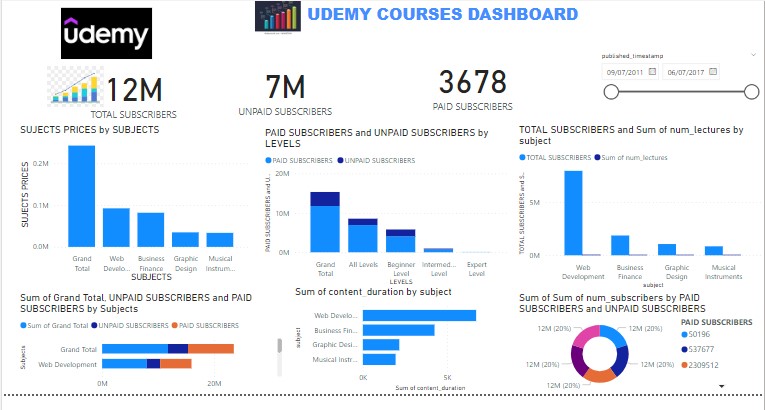 UDEMY COURSES DASHBOARD
ûdemy
12M
TOTAL SUBSCRIBERS
7M
UNPAID SUBSCRIBERS
3678
PAID SUBSCRIBERS
published_timestamp
09/07/2011
06/07/2017
SUJECTS PRICES by SUBJECTS
SUJECTS PRICES
0.2M
0.1M
0.0M
Grand Total
Web Develo...
Business Finance
Graphic Design
Musical Instrum...
SUBJECTS
PAID SUBSCRIBERS and UNPAID SUBSCRIBERS by
LEVELS
PAID SUBSCRIBERS
UNPAID SUBSCRIBERS
PAID SUBSCRIBERS and U...
20M
10M
0M
Grand Total
All Levels
Beginner Level
Intermed... Level
Expert Level
LEVELS
TOTAL SUBSCRIBERS and Sum of num_lectures by
subject
TOTAL SUBSCRIBERS
Sum of num_lectures
TOTAL SUBSCRIBERS and S...
5M
0M
Web Development
Business Finance
Graphic Design
Musical Instruments
subject
Sum of Grand Total, UNPAID SUBSCRIBERS and PAID
SUBSCRIBERS by Subjects
Sum of Grand Total
UNPAID SUBSCRIBERS
PAID SUBSCRIBERS
Subjects
Grand Total
Web Development
0M
20M
Sum of content_duration by subject
subject
Web Develo...
Business Fin...
Graphic Desi...
Musical Instr...
0K
5K
Sum of content_duration
Sum of Sum of num_subscribers by PAID
SUBSCRIBERS and UNPAID SUBSCRIBERS
12M (20%)
12M (20%)
12M (20%)
12M (20%)
12M (20%)
PAID SUBSCRIBERS
50196
537677
2309512